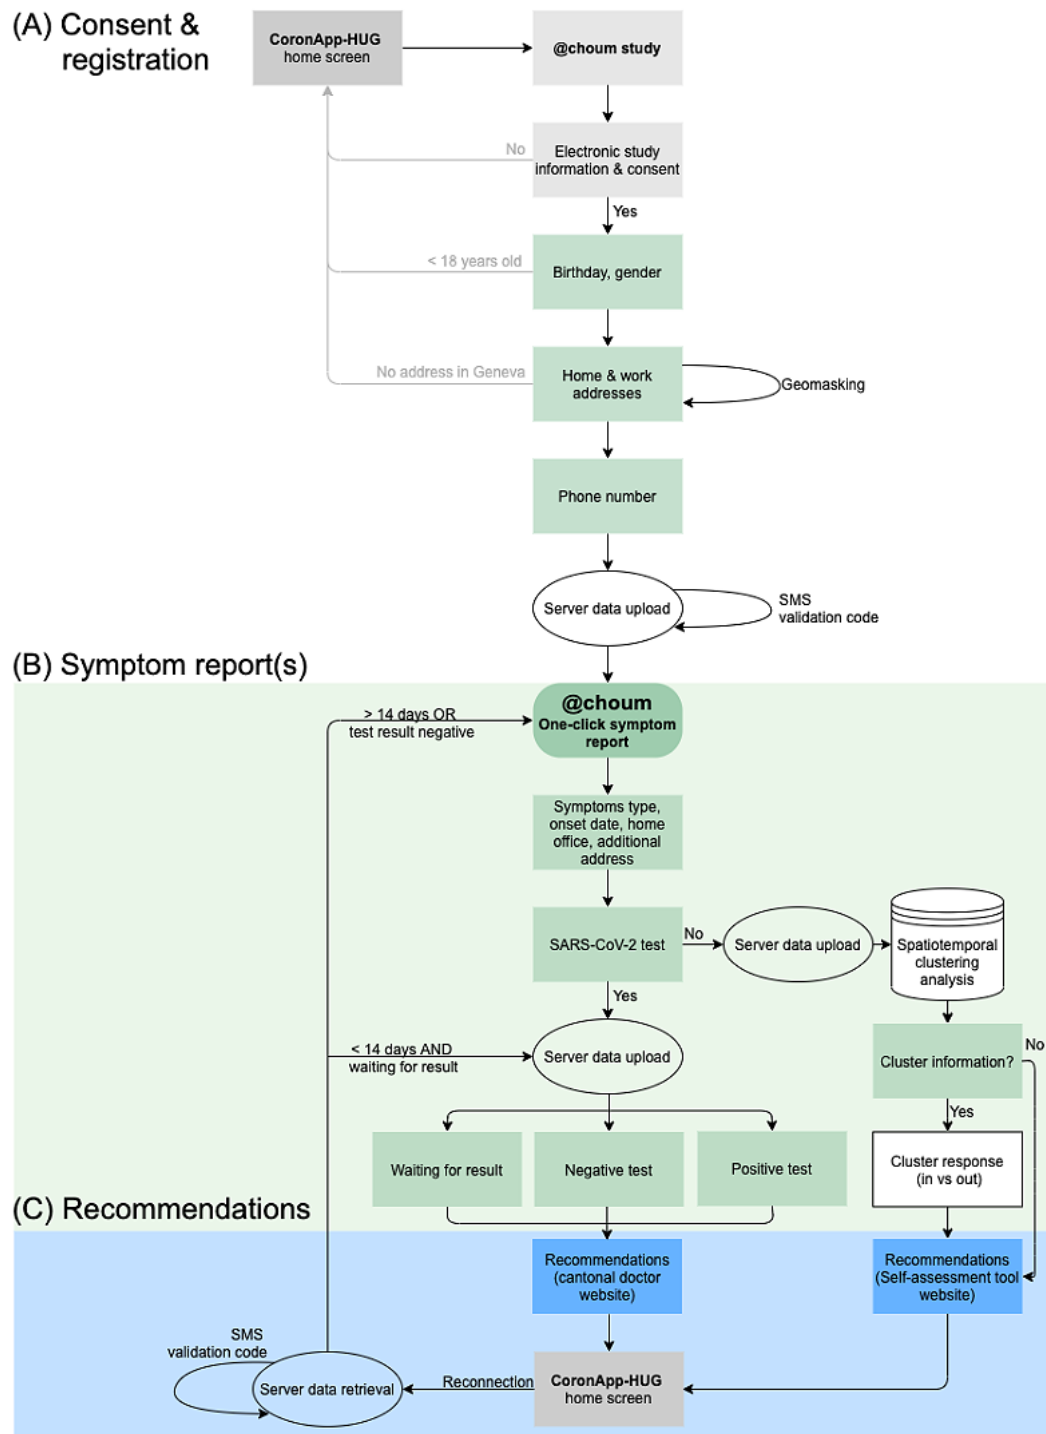 (A) Consent &
registration
CoronApp-HUG
home screen
@choum study
Electronic study
information & consent
No
Yes
< 18 years old
Birthday, gender
No address in Geneva
Home & work
addresses
Geomasking
Phone number
Server data upload
SMS
validation code
(B) Symptom report(s)
> 14 days OR
test result negative
@choum
One-click symptom
report
Symptoms type,
onset date, home
office, additional
address
SARS-CoV-2 test
No
Server data upload
Spatiotemporal
clustering
analysis
Yes
< 14 days AND
waiting for result
Server data upload
Cluster information?
No
Yes
Waiting for result
Negative test
Positive test
Cluster response
(in vs out)
(C) Recommendations
Recommendations
(cantonal doctor
website)
Recommendations
(Self-assessment tool
website)
SMS
validation code
Server data retrieval
Reconnection
CoronApp-HUG
home screen